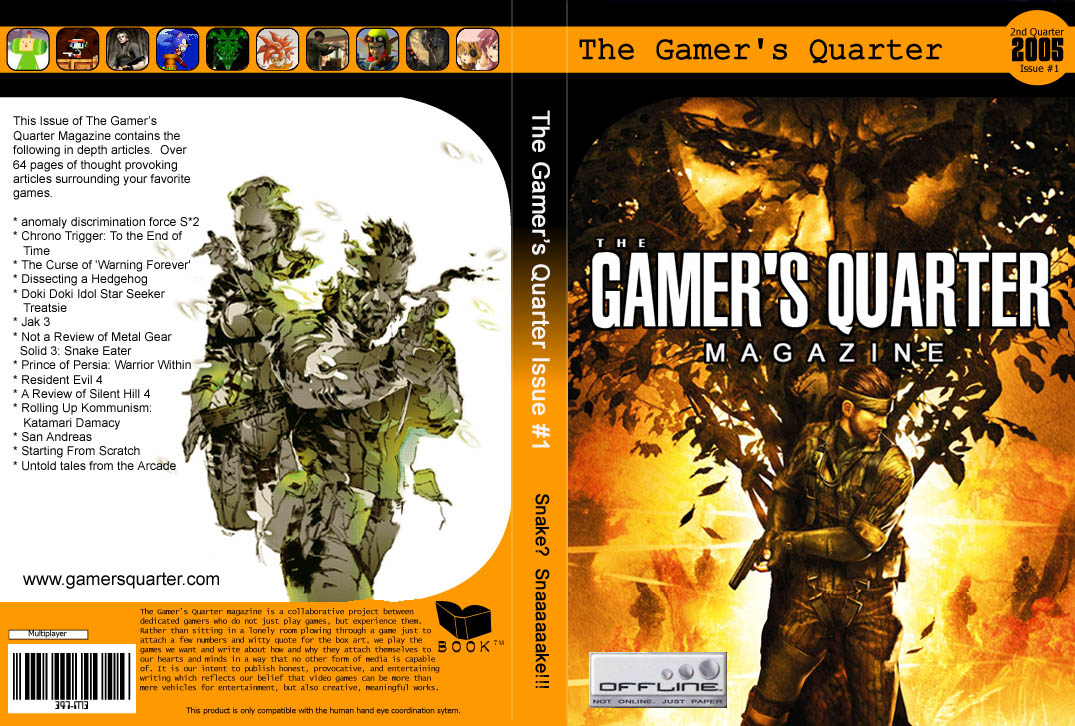 This Issue of The Gamer's
Quarter Magazine contains the
following in depth articles. Over
64 pages of thought provoking
articles surrounding your favorite
games.
* anomaly discrimination force S*2
* Chrono Trigger: To the End of
Time
* The Curse of 'Warning Forever'
* Dissecting a Hedgehog
* Doki Doki Idol Star Seeker
Treatsie
* Jak 3
* Not a Review of Metal Gear
Solid 3: Snake Eater
* Prince of Persia: Warrior Within
* Resident Evil 4
* A Review of Silent Hill 4
* Rolling Up Kommunism:
Katamari Damacy
* San Andreas
* Starting From Scratch
* Untold tales from the Arcade
www.gamersquarter.com
Multiplayer
The Gamer's Quarter magazine is a collaborative project between
dedicated gamers who do not just play games, but experience them.
Rather than sitting in a lonely room plowing through a game just to
attach a few numbers and witty quote for the box art, we play the
games we want and write about how and why they attach themselves to
our hearts and minds in a way that no other form of media is capable
of. It is our intent to publish honest, provocative, and entertaining
writing which reflects our belief that video games can be more than
mere vehicles for entertainment, but also creative, meaningful works.
BOOK™
This product is only compatible with the human hand eye coordination sytem.
The Gamer's Quarter Issue #1
Snake? Snaaaaaaake!!!
The Gamer's Quarter
2nd Quarter
2005
Issue #1
THE
GAMER'S QUARTER
MAGAZINE
OFFLINE™
NOT ONLINE. JUST PAPER